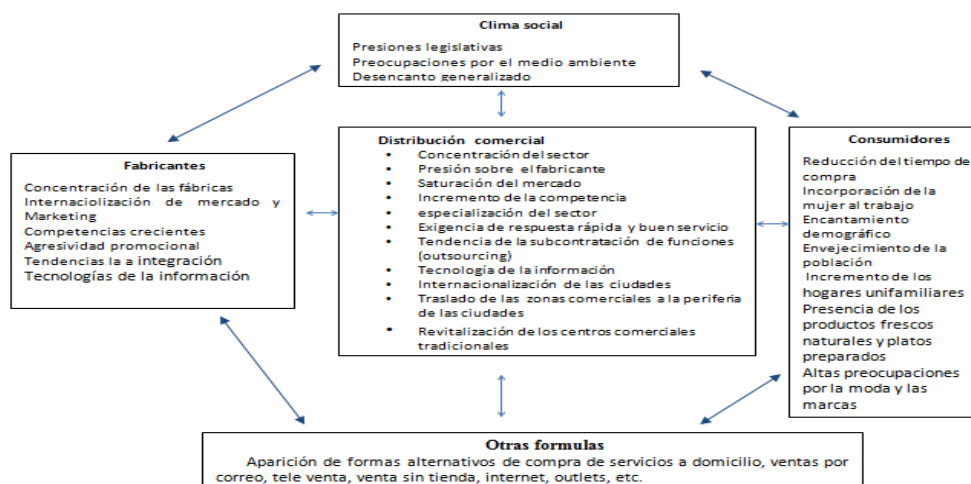 Clima social
Presiones legislativas
Preocupaciones por el medio ambiente
Desencanto generalizado
Fabricantes
Concentración de las fábricas
Internaciolización de mercado y
Marketing
Competencias crecientes
Agresividad promocional
Tendencias la a integración
Tecnologías de la información
Distribución comercial
• Concentración del sector
• Presión sobre el fabricante
• Saturación del mercado
• Incremento de la competencia
• especialización del sector
• Exigencia de respuesta rápida y buen servicio
• Tendencia de la subcontratación de funciones
(outsourcing)
• Tecnología de la información
• Internacionalización de las ciudades
• Traslado de las zonas comerciales a la periferia
de las ciudades
• Revitalización de los centros comerciales
tradicionales
Consumidores
Reducción del tiempo de
compra
Incorporación de la
mujer al trabajo
Encantamiento
demográfico
Envejecimiento de la
población
Incremento de los
hogares unifamiliares
Presencia de los
productos frescos
naturales y platos
preparados
Altas preocupaciones
por la moda y las
marcas
Otras formulas
Aparición de formas alternativos de compra de servicios a domicilio, ventas por
correo, tele venta, venta sin tienda, internet, outlets, etc.